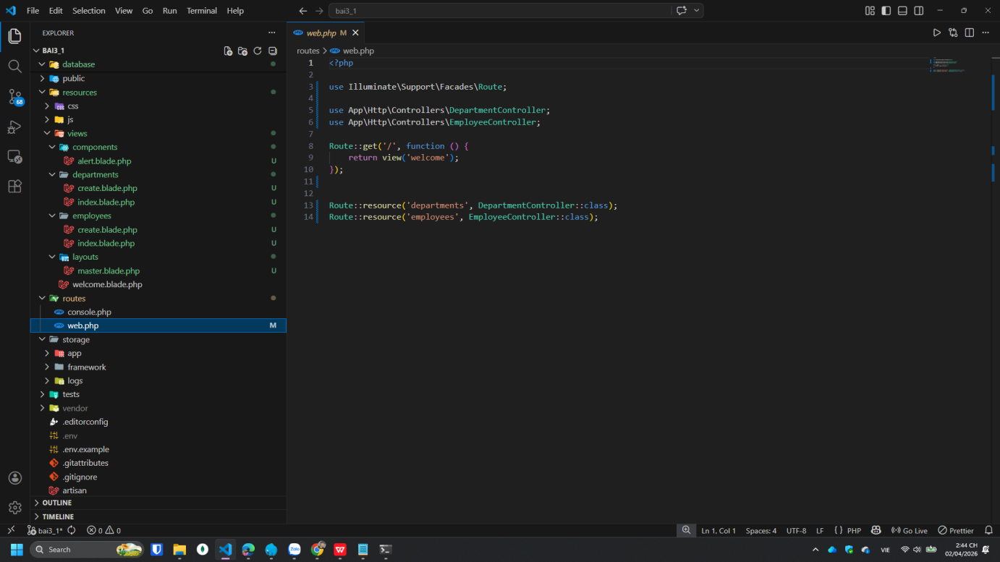 File Edit Selection View Go Run Terminal Help
bai3_1
EXPLORER
BAI3_1
database
public
resources
css
js
views
components
alert.blade.php U
departments
create.blade.php U
index.blade.php U
employees
create.blade.php U
index.blade.php U
layouts
master.blade.php U
welcome.blade.php
routes
console.php
web.php M
storage
app
framework
logs
tests
vendor
.editorconfig
.env
.env.example
.gitattributes
.gitignore
artisan
OUTLINE
TIMELINE
68
web.php M
routes > web.php
1 <?php
2
3 use Illuminate\Support\Facades\Route;
4
5 use App\Http\Controllers\DepartmentController;
6 use App\Http\Controllers\EmployeeController;
7
8 Route::get('/', function () {
9     return view('welcome');
10 });
11
12
13 Route::resource('departments', DepartmentController::class);
14 Route::resource('employees', EmployeeController::class);
bai3_1* 0 0
Ln 1, Col 1 Spaces: 4 UTF-8 LF { } PHP Go Live Prettier
Search
Zalo
VIE
2:44 CH
02/04/2026